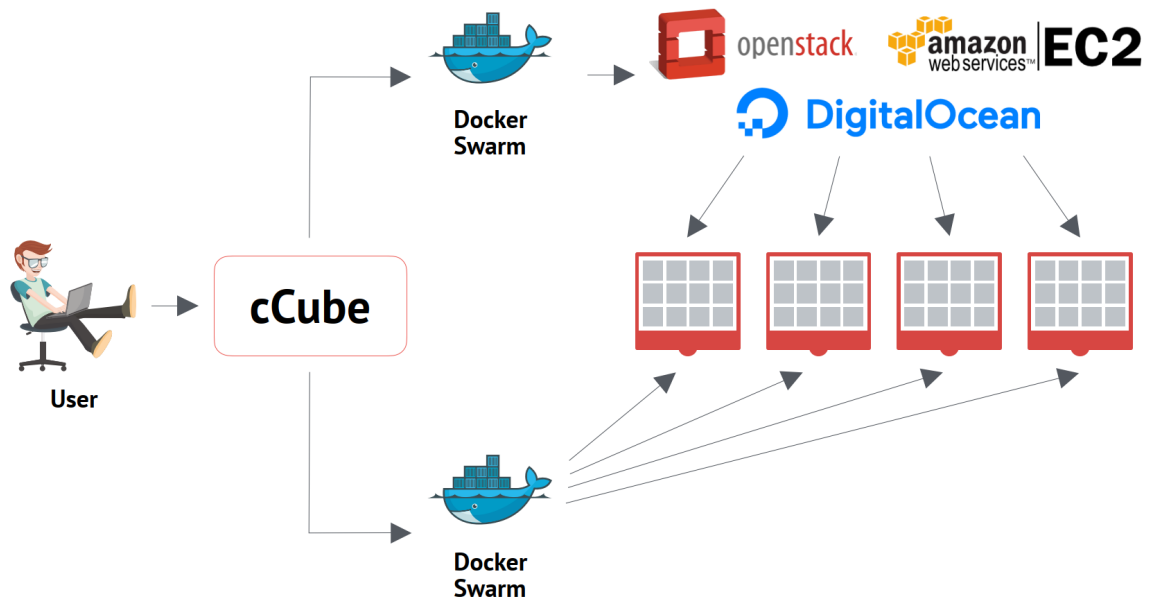 Docker
Swarm
openstack
amazon
web services™
EC2
DigitalOcean
User
cCube
Docker
Swarm